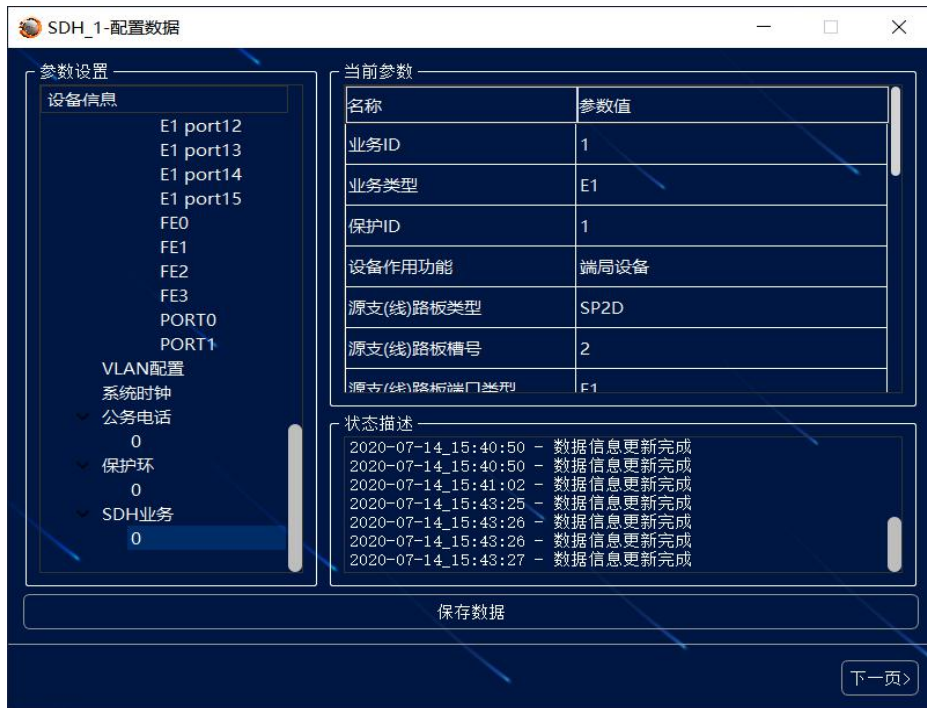 SDH_1-配置数据
参数设置
设备信息
E1 port12
E1 port13
E1 port14
E1 port15
FE0
FE1
FE2
FE3
PORT0
PORT1
VLAN配置
系统时钟
公务电话
0
保护环
0
SDH业务
0
当前参数
名称 参数值
业务ID 1
业务类型 E1
保护ID 1
设备作用功能 端局设备
源支(线)路板类型 SP2D
源支(线)路板槽号 2
源支(线)路板端口类型 E1
状态描述
2020-07-14_15:40:50 - 数据信息更新完成
2020-07-14_15:40:50 - 数据信息更新完成
2020-07-14_15:41:02 - 数据信息更新完成
2020-07-14_15:43:25 - 数据信息更新完成
2020-07-14_15:43:26 - 数据信息更新完成
2020-07-14_15:43:26 - 数据信息更新完成
2020-07-14_15:43:27 - 数据信息更新完成
保存数据
下一页>